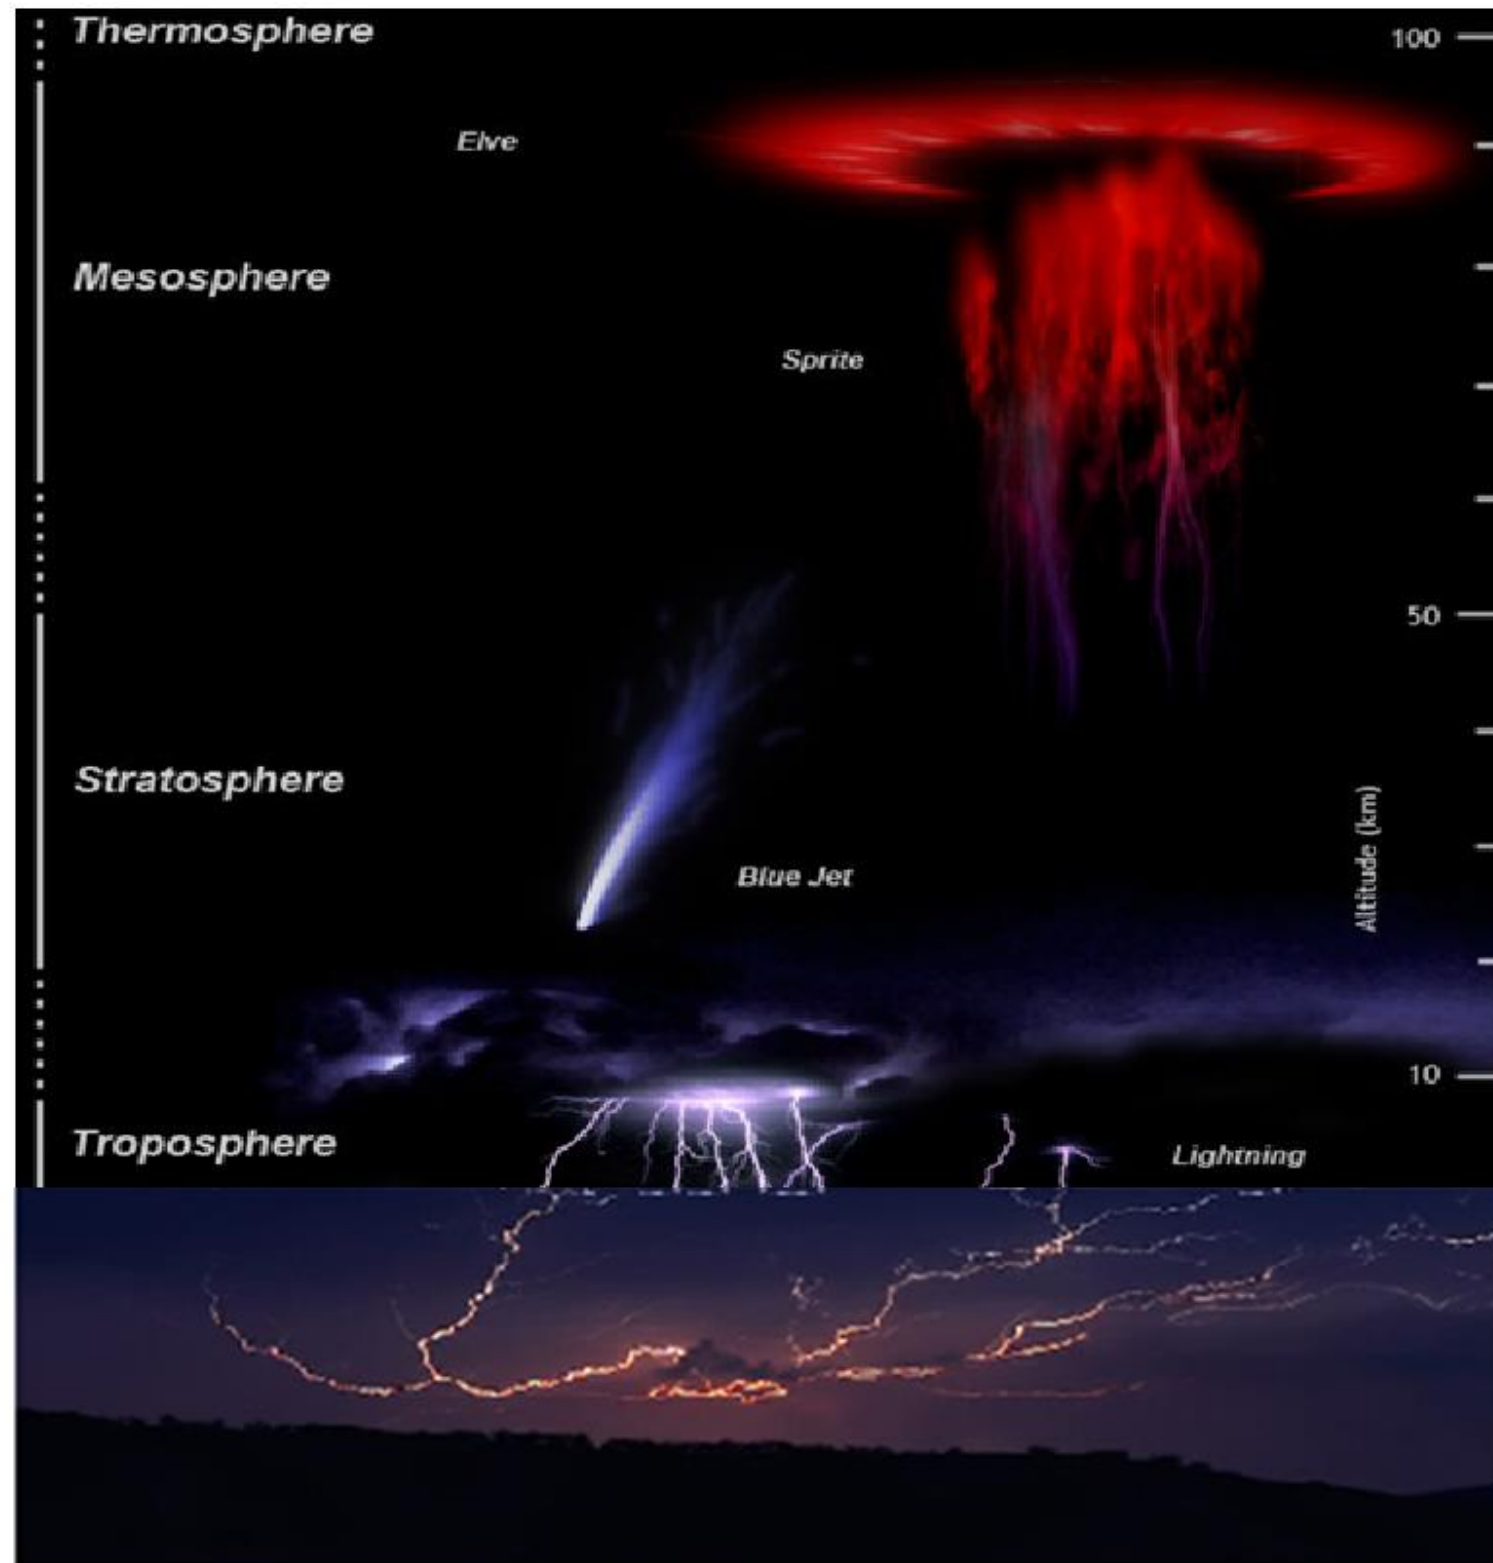 Thermosphere
100
Elve
Mesosphere
Sprite
50
Stratosphere
Altitude (km)
Blue Jet
10
Troposphere
Lightning